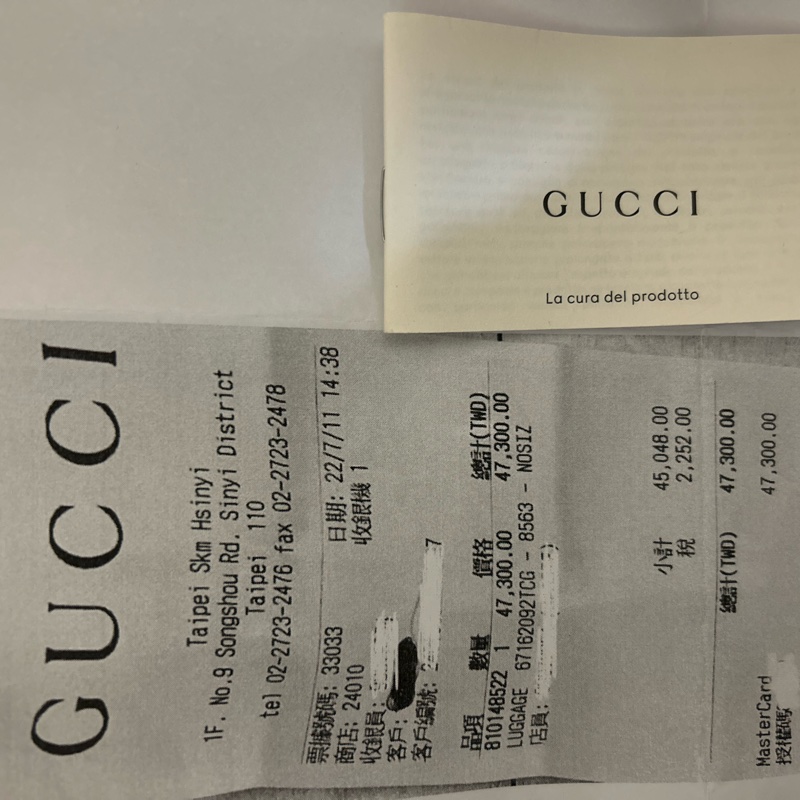 GUCCI
La cura del prodotto
GUCCI
Taipei Skm Hsinyi
1F. No.9 Songshou Rd. Sinyi District
Taipei 110
tel 02-2723-2476 fax 02-2723-2478
票據號碼: 33033 日期: 22/7/11 14:38
商店: 24010 收銀機 1
收銀員:
客戶:
客戶編號: 7
品項 數量 價格 總計(TWD)
810148522 1 47,300.00 47,300.00
LUGGAGE 67162092TCG - 8563 - NOSIZ
店員:
小計 45,048.00
稅 2,252.00
總計(TWD) 47,300.00
MasterCard 47,300.00
授權碼